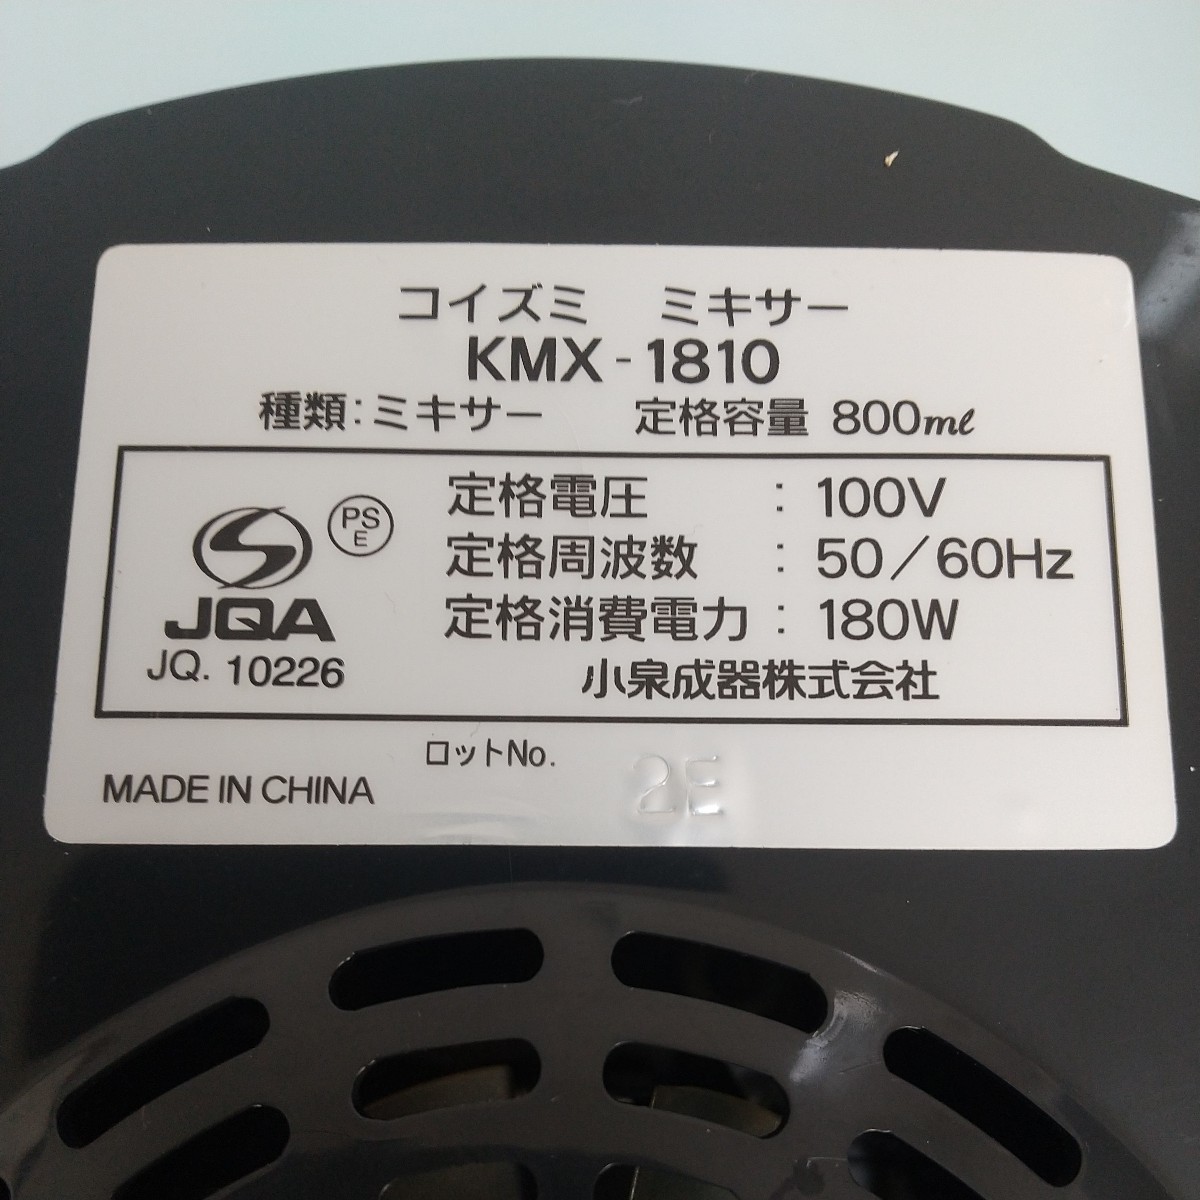 コイズミ ミキサー
KMX-1810
種類:ミキサー 定格容量 800mℓ
PS
E
定格電圧 : 100V
定格周波数 : 50/60Hz
定格消費電力 : 180W
JQA
JQ. 10226
小泉成器株式会社
ロットNo. 2E
MADE IN CHINA